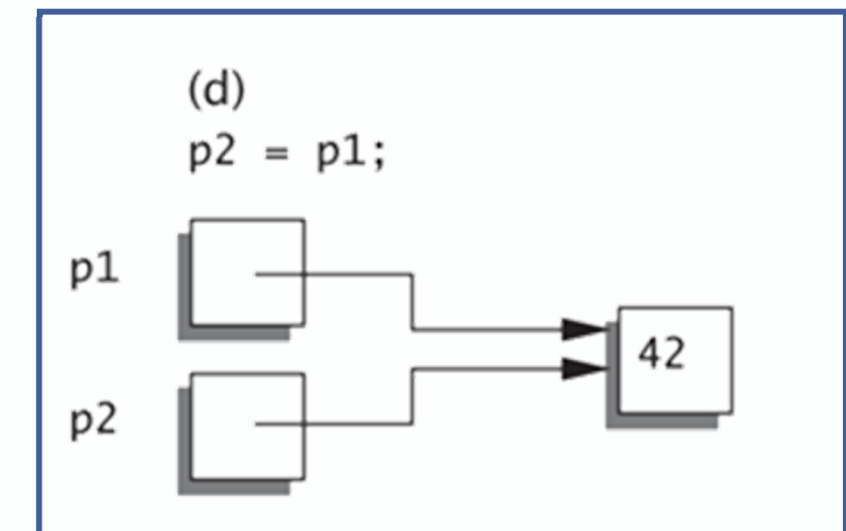 (d)
p2 = p1;
p1
42
p2